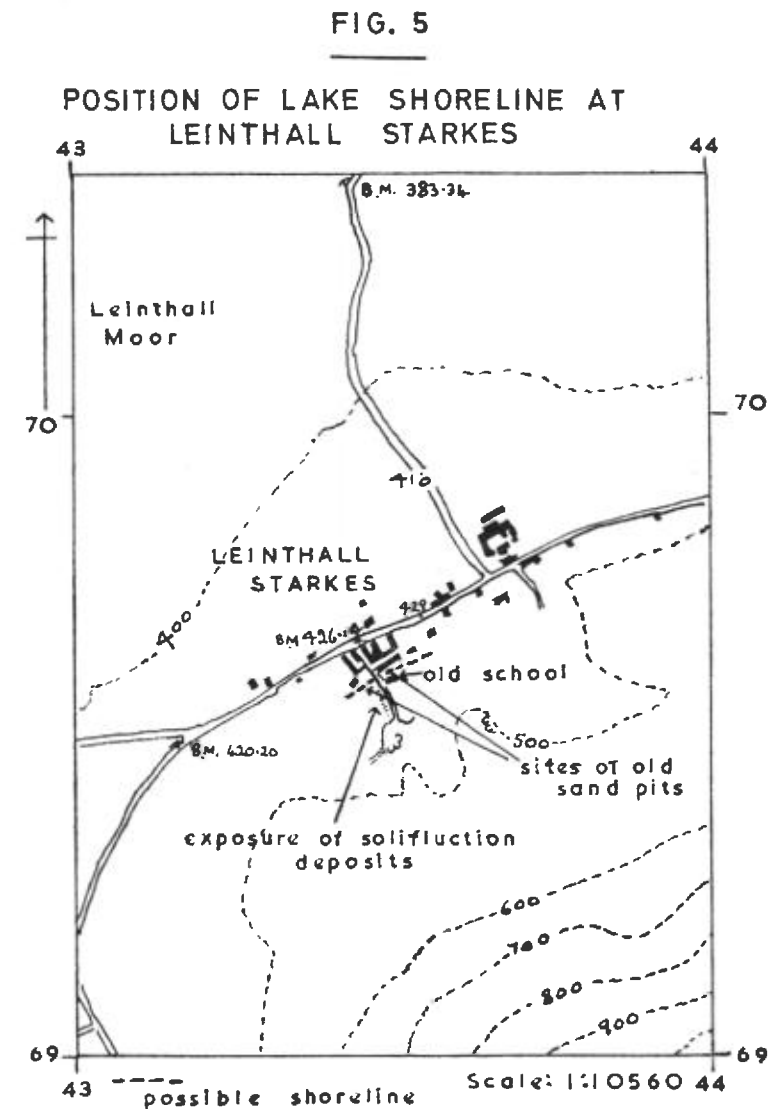 FIG. 5
POSITION OF LAKE SHORELINE AT
LEINTHALL STARKES
43
44
B.M. 383·34
Leinthall
Moor
70
70
410
LEINTHALL
STARKES
400
429
BM 426·
old school
500
B.M. 420·20
sites of old
sand pits
exposure of solifluction
deposits
600
700
800
900
69
69
43
44
possible shoreline
Scale: 1:10560